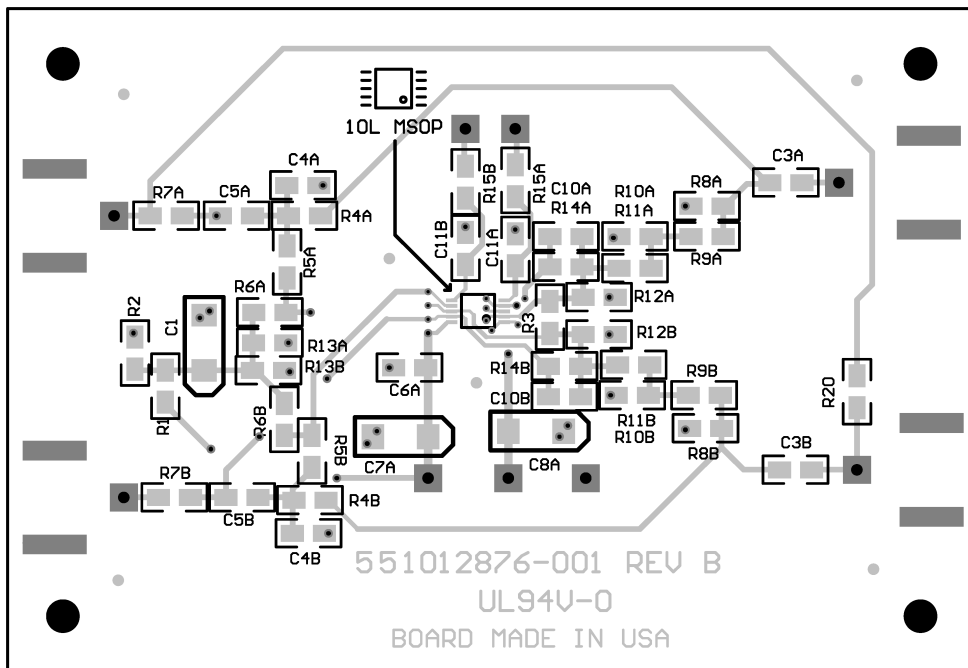 10L MSOP
C4A
C3A
R7A
C5A
R4A
R15B
R15A
C10A
R14A
R10A
R11A
R8A
R9A
R5A
C11B
C11A
R6A
R2
C1
R12A
R3
R12B
R13A
R13B
R14B
C6A
C10B
R9B
R20
R1
R6B
R11B
R10B
R8B
R5B
C7A
C8A
C3B
R7B
C5B
R4B
C4B
551012876-001 REV B
UL94V-0
BOARD MADE IN USA